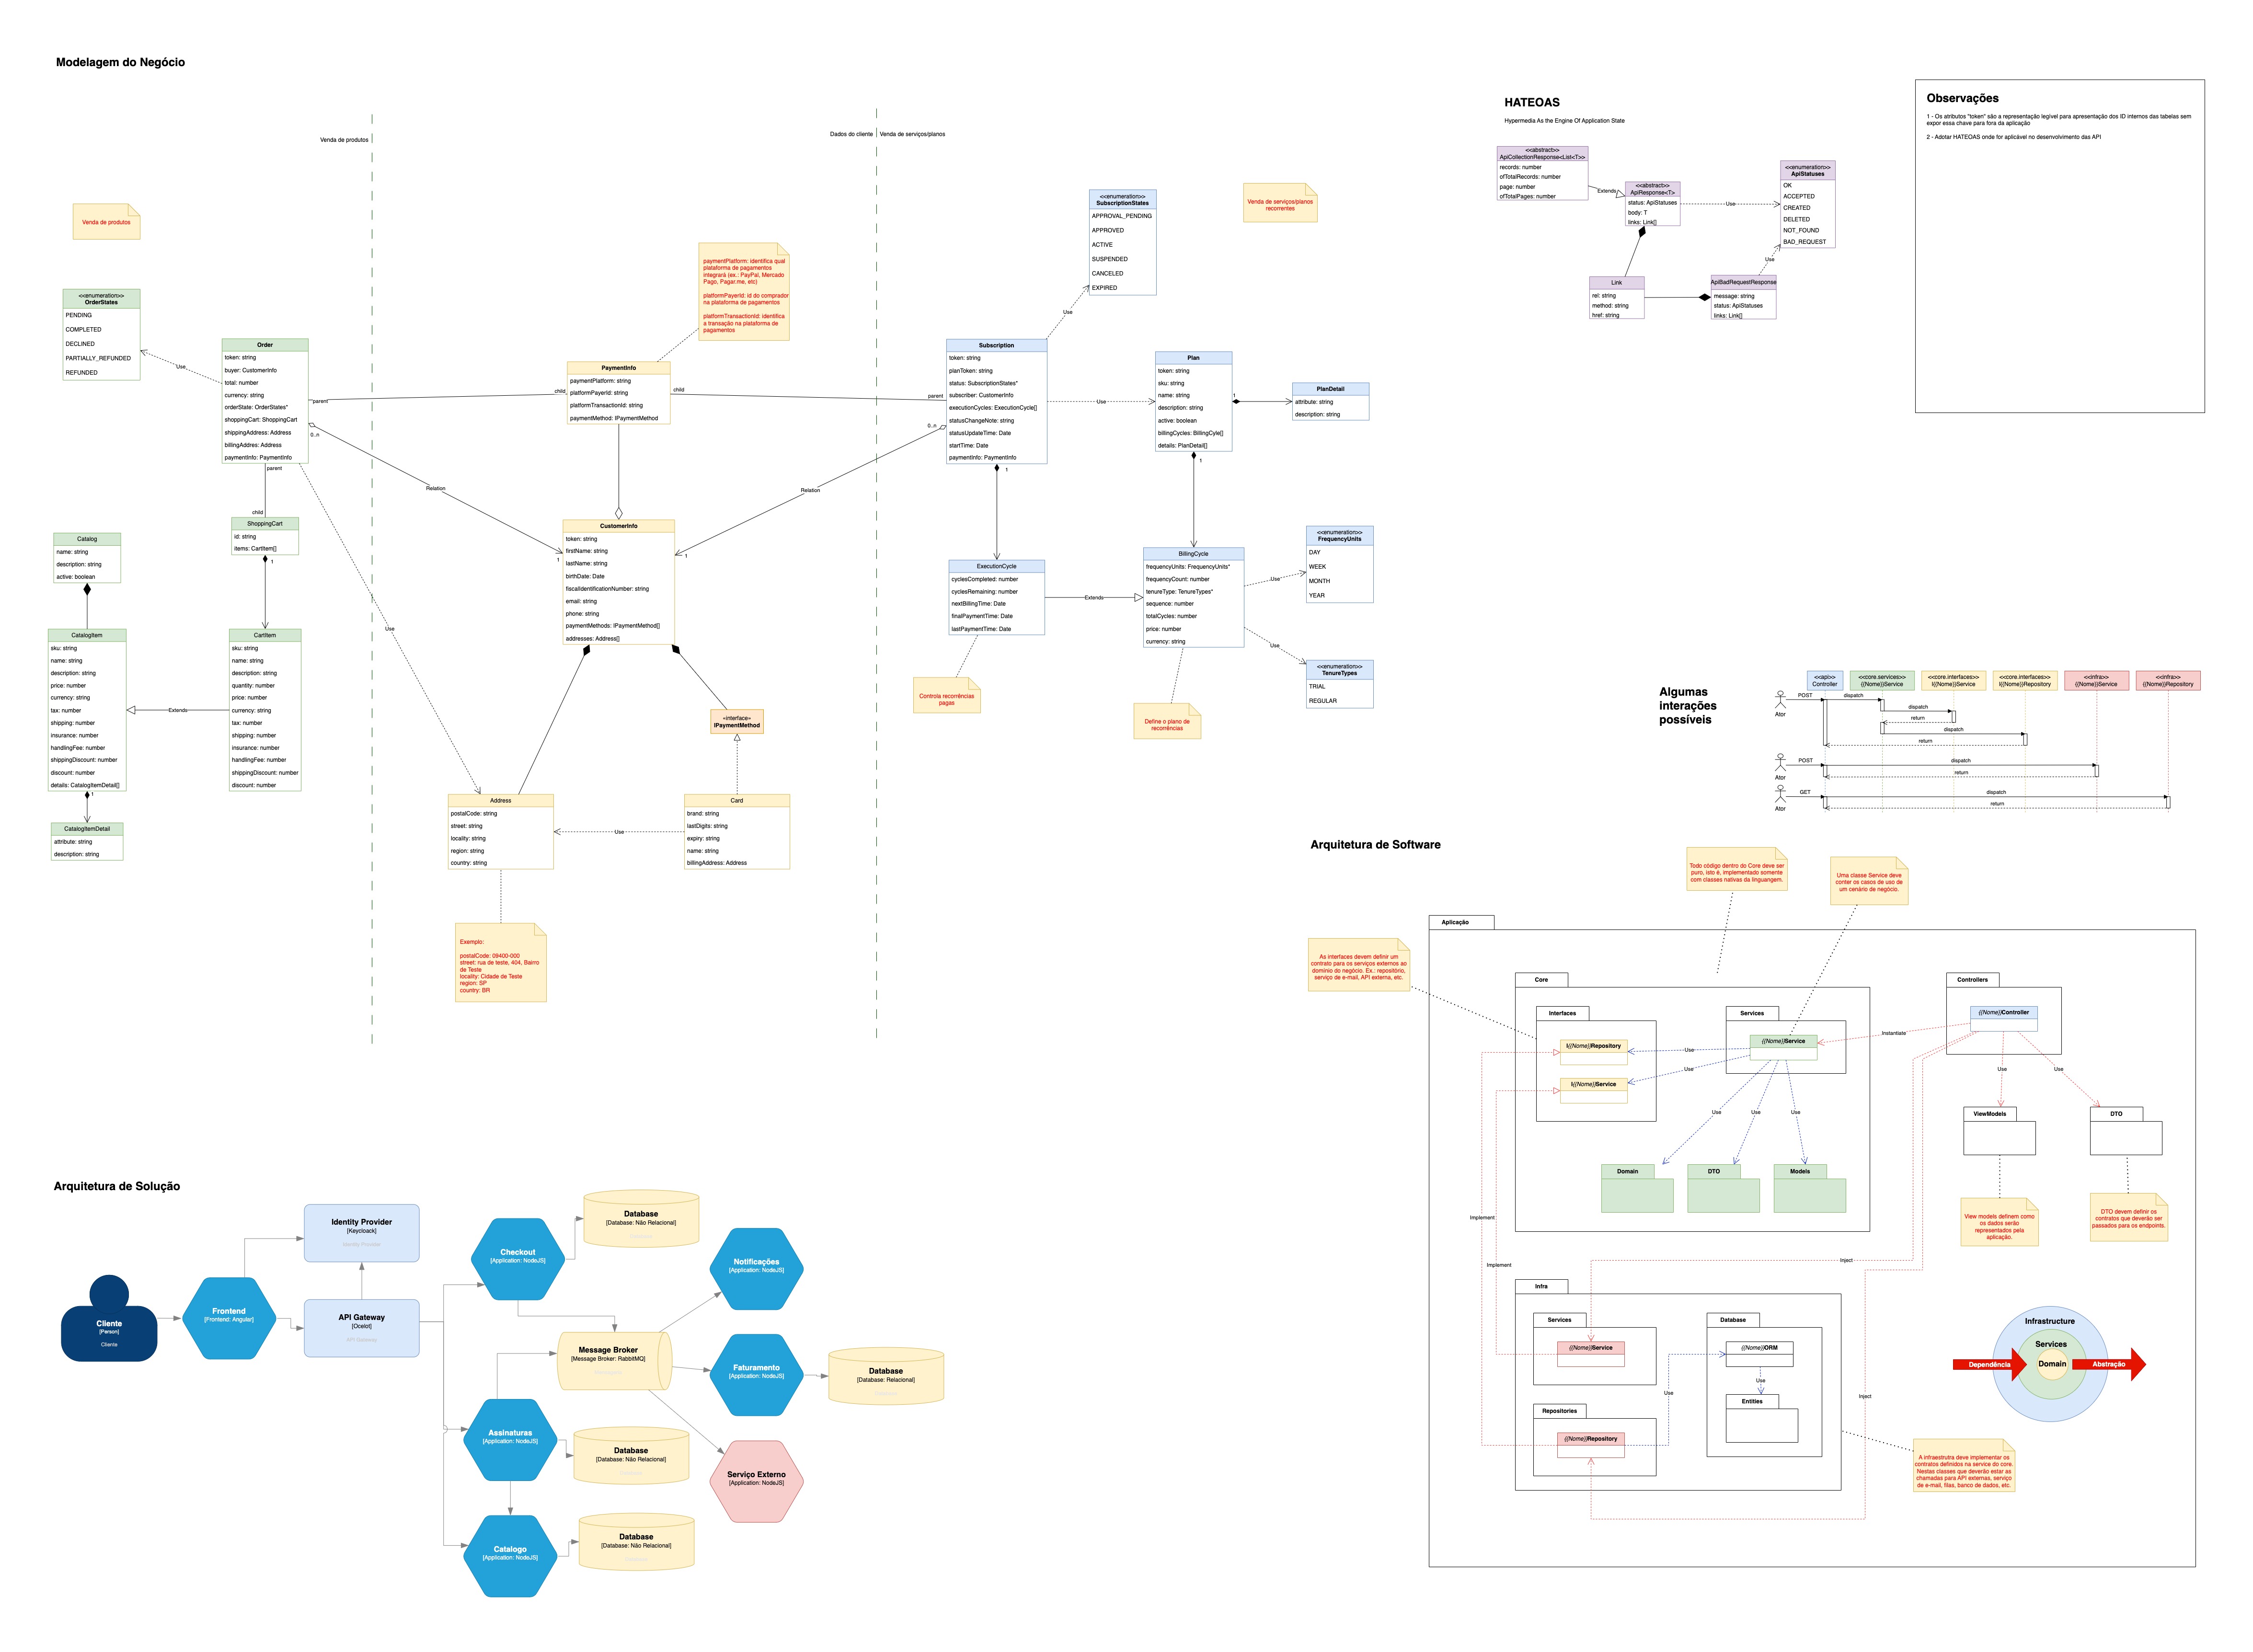 Modelagem do Negócio
Venda de produtos
Dados do cliente
Venda de serviços/planos
Venda de produtos
<<enumeration>>
OrderStates
PENDING
COMPLETED
DECLINED
PARTIALLY_REFUNDED
REFUNDED
Use
Order
token: string
buyer: CustomerInfo
total: number
currency: string
orderState: OrderStates*
shoppingCart: ShoppingCart
shippingAddress: Address
billingAddres: Address
paymentInfo: PaymentInfo
parent
0..n
parent
child
Relation
Use
ShoppingCart
id: string
items: CartItem[]
1
Catalog
name: string
description: string
active: boolean
CatalogItem
sku: string
name: string
description: string
price: number
currency: string
tax: number
shipping: number
insurance: number
handlingFee: number
shippingDiscount: number
discount: number
details: CatalogItemDetail[]
1
Extends
CartItem
sku: string
name: string
description: string
quantity: number
price: number
currency: string
tax: number
shipping: number
insurance: number
handlingFee: number
shippingDiscount: number
discount: number
CatalogItemDetail
attribute: string
description: string
paymentPlatform: identifica qual
plataforma de pagamentos
integrará (ex.: PayPal, Mercado
Pago, Pagar.me, etc)
platformPayerId: id do comprador
na plataforma de pagamentos
platformTransactionId: identifica
a transação na plataforma de
pagamentos
PaymentInfo
paymentPlatform: string
platformPayerId: string
platformTransactionId: string
paymentMethod: IPaymentMethod
child
child
CustomerInfo
token: string
firstName: string
lastName: string
birthDate: Date
fiscalIdentificationNumber: string
email: string
phone: string
paymentMethods: IPaymentMethod[]
addresses: Address[]
1
1
Relation
«interface»
IPaymentMethod
Address
postalCode: string
street: string
locality: string
region: string
country: string
Use
Card
brand: string
lastDigits: string
expiry: string
name: string
billingAddress: Address
Exemplo:
postalCode: 09400-000
street: rua de teste, 404, Bairro
de Teste
locality: Cidade de Teste
region: SP
country: BR
<<enumeration>>
SubscriptionStates
APPROVAL_PENDING
APPROVED
ACTIVE
SUSPENDED
CANCELED
EXPIRED
Use
Venda de serviços/planos
recorrentes
Subscription
token: string
planToken: string
status: SubscriptionStates*
subscriber: CustomerInfo
executionCycles: ExecutionCycle[]
statusChangeNote: string
statusUpdateTime: Date
startTime: Date
paymentInfo: PaymentInfo
parent
0..n
1
Use
Plan
token: string
sku: string
name: string
description: string
active: boolean
billingCycles: BillingCyle[]
details: PlanDetail[]
1
1
PlanDetail
attribute: string
description: string
ExecutionCycle
cyclesCompleted: number
cyclesRemaining: number
nextBillingTime: Date
finalPaymentTime: Date
lastPaymentTime: Date
Extends
BillingCycle
frequencyUnits: FrequencyUnits*
frequencyCount: number
tenureType: TenureTypes*
sequence: number
totalCycles: number
price: number
currency: string
Use
Use
<<enumeration>>
FrequencyUnits
DAY
WEEK
MONTH
YEAR
<<enumeration>>
TenureTypes
TRIAL
REGULAR
Controla recorrências
pagas
Define o plano de
recorrências
HATEOAS
Hypermedia As the Engine Of Application State
<<abstract>>
ApiCollectionResponse<List<T>>
records: number
ofTotalRecords: number
page: number
ofTotalPages: number
Extends
<<abstract>>
ApiResponse<T>
status: ApiStatuses
body: T
links: Link[]
Use
<<enumeration>>
ApiStatuses
OK
ACCEPTED
CREATED
DELETED
NOT_FOUND
BAD_REQUEST
Use
Link
rel: string
method: string
href: string
ApiBadRequestResponse
message: string
status: ApiStatuses
links: Link[]
Observações
1 - Os atributos "token" são a representação legível para apresentação dos ID internos das tabelas sem
expor essa chave para fora da aplicação
2 - Adotar HATEOAS onde for aplicável no desenvolvimento das API
Algumas
interações
possíveis
<<api>>
Controller
<<core.services>>
{{Nome}}Service
<<core.interfaces>>
I{{Nome}}Service
<<core.interfaces>>
I{{Nome}}Repository
<<infra>>
{{Nome}}Service
<<infra>>
{{Nome}}Repository
Ator
POST
dispatch
dispatch
return
dispatch
return
Ator
POST
dispatch
return
Ator
GET
dispatch
return
Arquitetura de Software
Todo código dentro do Core deve ser
puro, isto é, implementado somente
com classes nativas da linguangem.
Uma classe Service deve
conter os casos de uso de
um cenário de negócio.
As interfaces devem definir um
contrato para os serviços externos ao
domínio do negócio. Ex.: repositório,
serviço de e-mail, API externa, etc.
Aplicação
Core
Interfaces
I{{Nome}}Repository
I{{Nome}}Service
Services
{{Nome}}Service
Use
Use
Use
Use
Use
Domain
DTO
Models
Controllers
{{Nome}}Controller
Instantiete
Use
Use
ViewModels
DTO
View models definem como
os dados serão
representados pela
aplicação.
DTO devem definir os
contratos que deverão ser
passados para os endpoints.
Implement
Implement
Inject
Inject
Infra
Services
{{Nome}}Service
Repositories
{{Nome}}Repository
Use
Database
{{Nome}}ORM
Use
Entities
Infrastructure
Services
Domain
Dependência
Abstração
A infraestrutra deve implementar os
contratos definidos na service do core.
Nestas classes que deverão estar as
chamadas para API externas, serviço
de e-mail, filas, banco de dados, etc.
Arquitetura de Solução
Cliente
[Person]
Cliente
Frontend
[Frontend: Angular]
Identity Provider
[Keycloack]
Identity Provider
API Gateway
[Ocelot]
API Gateway
Checkout
[Application: NodeJS]
Database
[Database: Não Relacional]
Message Broker
[Message Broker: RabbitMQ]
Notificações
[Application: NodeJS]
Faturamento
[Application: NodeJS]
Database
[Database: Relacional]
Assinaturas
[Application: NodeJS]
Database
[Database: Não Relacional]
Serviço Externo
[Application: NodeJS]
Catalogo
[Application: NodeJS]
Database
[Database: Não Relacional]